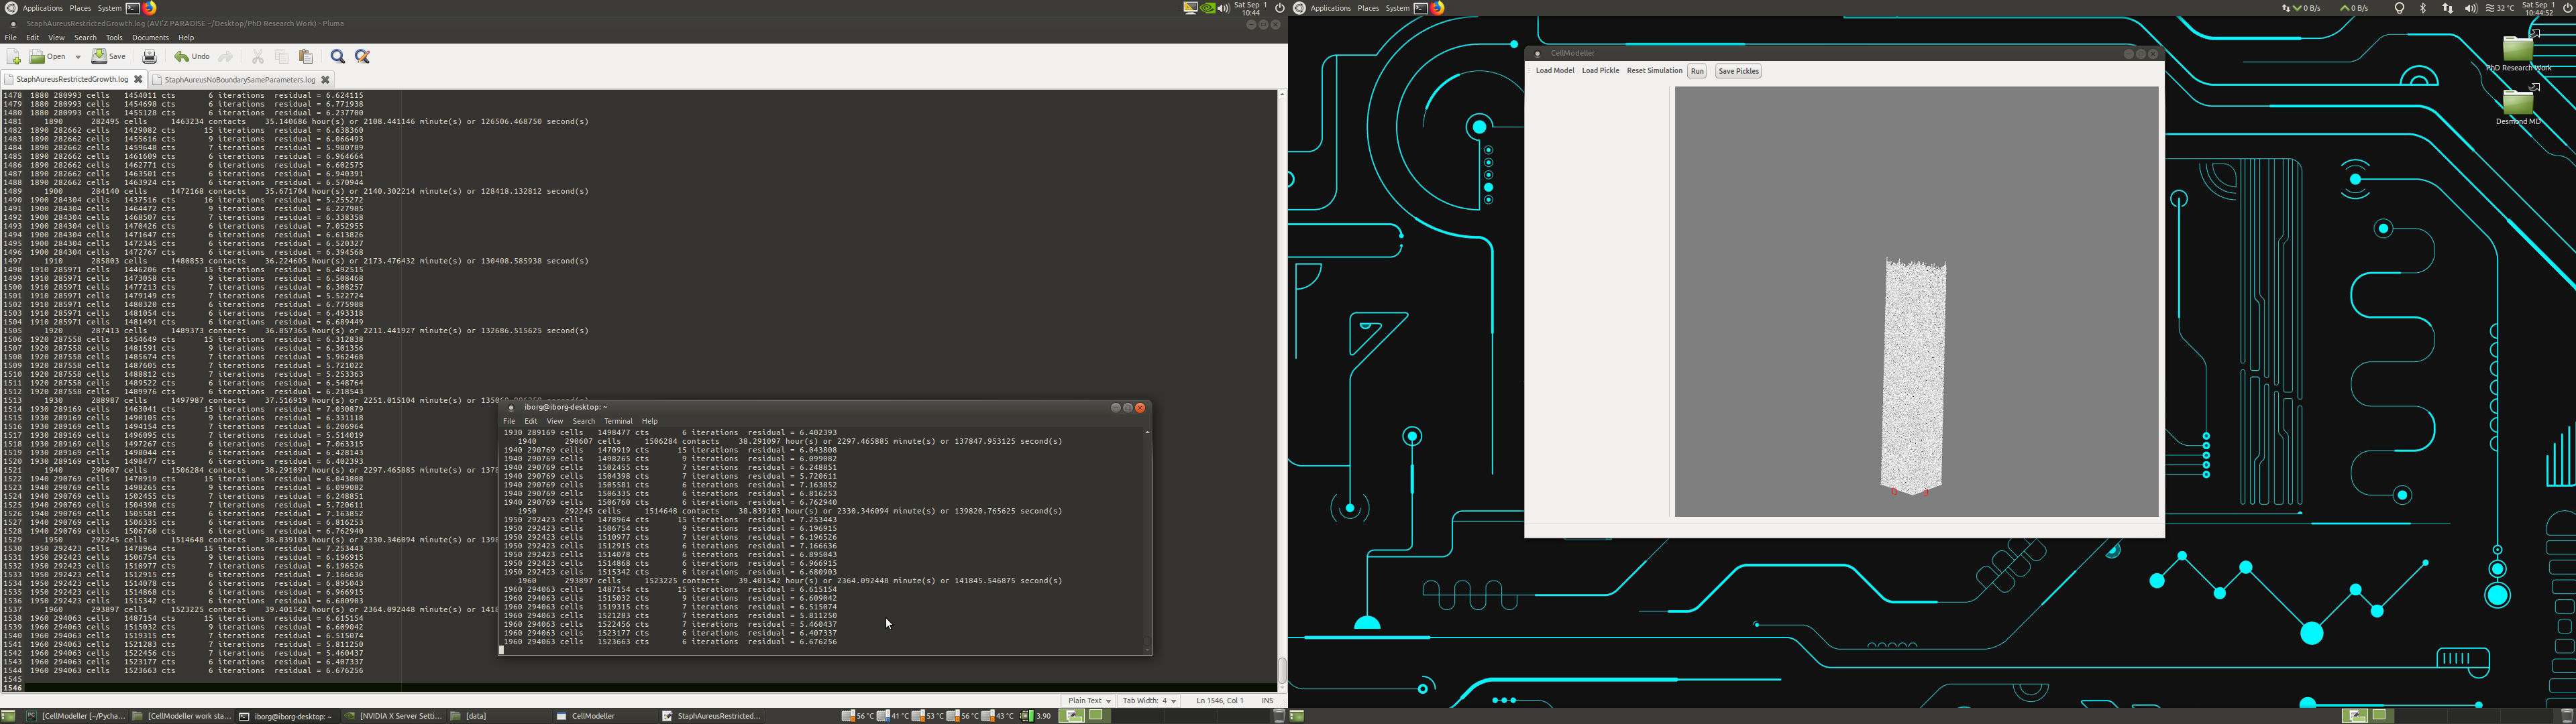 Applications Places System
Sat Sep 1
10:44
StaphAureusRestrictedGrowth.log (AVI'Z PARADISE ~/Desktop/PhD Research Work) - Pluma
File Edit View Search Tools Documents Help
Open Save Undo
StaphAureusRestrictedGrowth.log StaphAureusNoBoundarySameParameters.log
1478 1880 280993 cells 1454011 cts 6 iterations residual = 6.624115
1479 1880 280993 cells 1454698 cts 6 iterations residual = 6.771938
1480 1880 280993 cells 1455128 cts 6 iterations residual = 6.237700
1481 1890 282495 cells 1463234 contacts 35.140686 hour(s) or 2108.441146 minute(s) or 126506.468750 second(s)
1482 1890 282662 cells 1429082 cts 15 iterations residual = 6.638360
1483 1890 282662 cells 1455616 cts 9 iterations residual = 6.066493
1484 1890 282662 cells 1459648 cts 7 iterations residual = 5.980789
1485 1890 282662 cells 1461609 cts 6 iterations residual = 6.964664
1486 1890 282662 cells 1462771 cts 6 iterations residual = 6.602575
1487 1890 282662 cells 1463501 cts 6 iterations residual = 6.940391
1488 1890 282662 cells 1463924 cts 6 iterations residual = 6.570944
1489 1900 284140 cells 1472168 contacts 35.671704 hour(s) or 2140.302214 minute(s) or 128418.132812 second(s)
1490 1900 284304 cells 1437516 cts 16 iterations residual = 5.255272
1491 1900 284304 cells 1464472 cts 9 iterations residual = 6.227985
1492 1900 284304 cells 1468507 cts 7 iterations residual = 6.338358
1493 1900 284304 cells 1470426 cts 6 iterations residual = 7.052955
1494 1900 284304 cells 1471647 cts 6 iterations residual = 6.613826
1495 1900 284304 cells 1472345 cts 6 iterations residual = 6.520327
1496 1900 284304 cells 1472767 cts 6 iterations residual = 6.394568
1497 1910 285803 cells 1480853 contacts 36.224605 hour(s) or 2173.476432 minute(s) or 130408.585938 second(s)
1498 1910 285971 cells 1446206 cts 15 iterations residual = 6.492515
1499 1910 285971 cells 1473058 cts 9 iterations residual = 6.508468
1500 1910 285971 cells 1477213 cts 7 iterations residual = 6.308257
1501 1910 285971 cells 1479149 cts 7 iterations residual = 5.522724
1502 1910 285971 cells 1480320 cts 6 iterations residual = 6.775908
1503 1910 285971 cells 1481054 cts 6 iterations residual = 6.493318
1504 1910 285971 cells 1481491 cts 6 iterations residual = 6.689449
1505 1920 287413 cells 1489373 contacts 36.857365 hour(s) or 2211.441927 minute(s) or 132686.515625 second(s)
1506 1920 287558 cells 1454649 cts 15 iterations residual = 6.312838
1507 1920 287558 cells 1481591 cts 9 iterations residual = 6.301356
1508 1920 287558 cells 1485674 cts 7 iterations residual = 5.962468
1509 1920 287558 cells 1487605 cts 7 iterations residual = 5.721022
1510 1920 287558 cells 1488812 cts 7 iterations residual = 5.253363
1511 1920 287558 cells 1489522 cts 6 iterations residual = 6.548764
1512 1920 287558 cells 1489976 cts 6 iterations residual = 6.218543
1513 1930 288987 cells 1497987 contacts 37.516919 hour(s) or 2251.015104 minute(s) or second(s)
1514 1930 289169 cells 1463041 cts 15 iterations residual = 7.030879
1515 1930 289169 cells 1490105 cts 9 iterations residual = 6.331118
1516 1930 289169 cells 1494154 cts 7 iterations residual = 6.206964
1517 1930 289169 cells 1496095 cts 7 iterations residual = 5.514019
1518 1930 289169 cells 1497267 cts 6 iterations residual = 7.063315
1519 1930 289169 cells 1498044 cts 6 iterations residual = 6.428143
1520 1930 289169 cells 1498477 cts 6 iterations residual = 6.402393
1521 1940 290607 cells 1506284 contacts 38.291097 hour(s) or 2297.465885 minute(s) or 137
1522 1940 290769 cells 1470919 cts 15 iterations residual = 6.043808
1523 1940 290769 cells 1498265 cts 9 iterations residual = 6.099082
1524 1940 290769 cells 1502455 cts 7 iterations residual = 6.248851
1525 1940 290769 cells 1504398 cts 7 iterations residual = 5.720611
1526 1940 290769 cells 1505581 cts 6 iterations residual = 7.163852
1527 1940 290769 cells 1506335 cts 6 iterations residual = 6.816253
1528 1940 290769 cells 1506760 cts 6 iterations residual = 6.762940
1529 1950 292245 cells 1514648 contacts 38.839103 hour(s) or 2330.346094 minute(s) or 139
1530 1950 292423 cells 1478964 cts 15 iterations residual = 7.253443
1531 1950 292423 cells 1506754 cts 9 iterations residual = 6.196915
1532 1950 292423 cells 1510977 cts 7 iterations residual = 6.196526
1533 1950 292423 cells 1512915 cts 6 iterations residual = 7.166636
1534 1950 292423 cells 1514078 cts 6 iterations residual = 6.895043
1535 1950 292423 cells 1514868 cts 6 iterations residual = 6.966915
1536 1950 292423 cells 1515342 cts 6 iterations residual = 6.680903
1537 1960 293897 cells 1523225 contacts 39.401542 hour(s) or 2364.092448 minute(s) or 141
1538 1960 294063 cells 1487154 cts 15 iterations residual = 6.615154
1539 1960 294063 cells 1515032 cts 9 iterations residual = 6.609042
1540 1960 294063 cells 1519315 cts 7 iterations residual = 6.515074
1541 1960 294063 cells 1521283 cts 7 iterations residual = 5.811250
1542 1960 294063 cells 1522456 cts 7 iterations residual = 5.460437
1543 1960 294063 cells 1523177 cts 6 iterations residual = 6.407337
1544 1960 294063 cells 1523663 cts 6 iterations residual = 6.676256
1545
1546
iborg@iborg-desktop: ~
File Edit View Search Terminal Help
1930 289169 cells 1498477 cts 6 iterations residual = 6.402393
1940 290607 cells 1506284 contacts 38.291097 hour(s) or 2297.465885 minute(s) or 137847.953125 second(s)
1940 290769 cells 1470919 cts 15 iterations residual = 6.043808
1940 290769 cells 1498265 cts 9 iterations residual = 6.099082
1940 290769 cells 1502455 cts 7 iterations residual = 6.248851
1940 290769 cells 1504398 cts 7 iterations residual = 5.720611
1940 290769 cells 1505581 cts 6 iterations residual = 7.163852
1940 290769 cells 1506335 cts 6 iterations residual = 6.816253
1940 290769 cells 1506760 cts 6 iterations residual = 6.762940
1950 292245 cells 1514648 contacts 38.839103 hour(s) or 2330.346094 minute(s) or 139820.765625 second(s)
1950 292423 cells 1478964 cts 15 iterations residual = 7.253443
1950 292423 cells 1506754 cts 9 iterations residual = 6.196915
1950 292423 cells 1510977 cts 7 iterations residual = 6.196526
1950 292423 cells 1512915 cts 6 iterations residual = 7.166636
1950 292423 cells 1514078 cts 6 iterations residual = 6.895043
1950 292423 cells 1514868 cts 6 iterations residual = 6.966915
1950 292423 cells 1515342 cts 6 iterations residual = 6.680903
1960 293897 cells 1523225 contacts 39.401542 hour(s) or 2364.092448 minute(s) or 141845.546875 second(s)
1960 294063 cells 1487154 cts 15 iterations residual = 6.615154
1960 294063 cells 1515032 cts 9 iterations residual = 6.609042
1960 294063 cells 1519315 cts 7 iterations residual = 6.515074
1960 294063 cells 1521283 cts 7 iterations residual = 5.811250
1960 294063 cells 1522456 cts 7 iterations residual = 5.460437
1960 294063 cells 1523177 cts 6 iterations residual = 6.407337
1960 294063 cells 1523663 cts 6 iterations residual = 6.676256
Plain Text Tab Width: 4 Ln 1546, Col 1 INS
[CellModeller [~/Pycha... [CellModeller work sta... iborg@iborg-desktop: ~ [NVIDIA X Server Setti... [data] CellModeller StaphAureusRestricted... 56 °C 41 °C 53 °C 56 °C 43 °C 3.90
Applications Places System
0 B/s 0 B/s 32 °C Sat Sep 1
10:44:52
PhD Research Work
Desmond MD
CellModeller
Load Model Load Pickle Reset Simulation Run Save Pickles